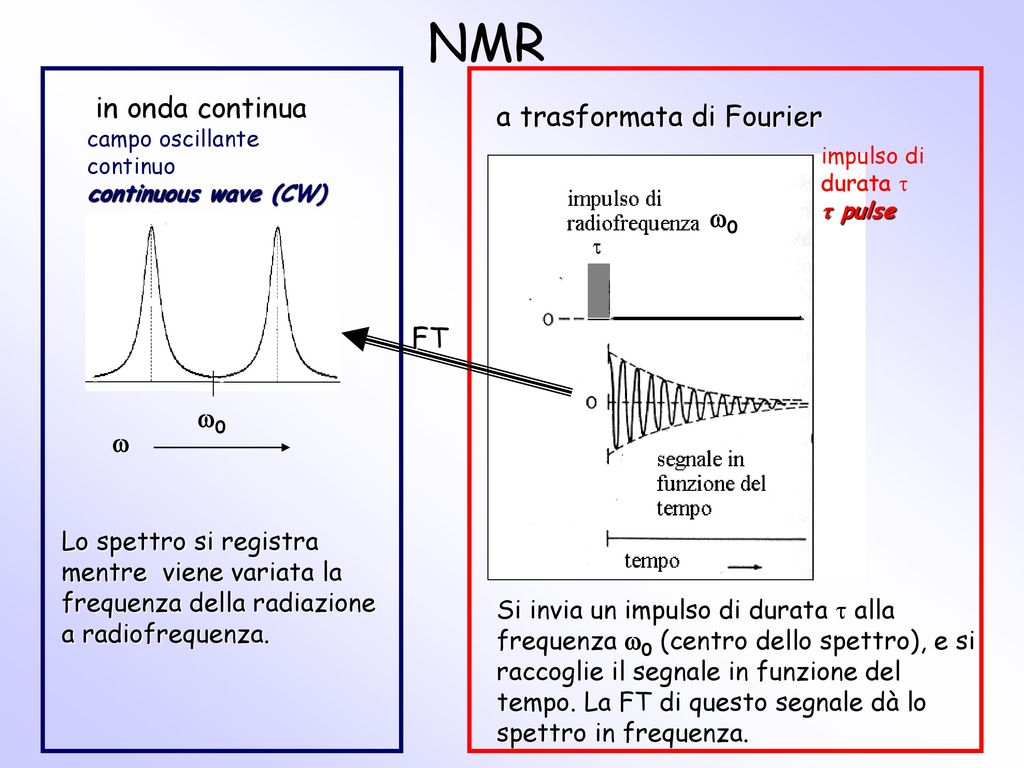 NMR
in onda continua
campo oscillante
continuo
continuous wave (CW)
ω0
ω
Lo spettro si registra
mentre viene variata la
frequenza della radiazione
a radiofrequenza.
FT
a trasformata di Fourier
impulso di
durata τ
τ pulse
impulso di
radiofrequenza ω0
τ
0
0
segnale in
funzione del
tempo
tempo
Si invia un impulso di durata τ alla
frequenza ω0 (centro dello spettro), e si
raccoglie il segnale in funzione del
tempo. La FT di questo segnale dà lo
spettro in frequenza.